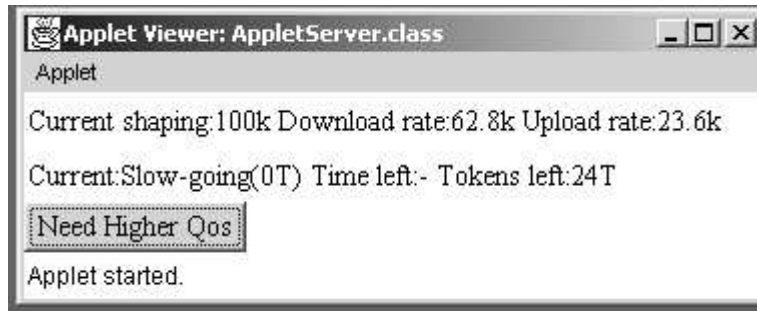 Applet Viewer: AppletServer.class
Applet
Current shaping:100k Download rate:62.8k Upload rate:23.6k
Current:Slow-going(0T) Time left:- Tokens left:24T
Need Higher Qos
Applet started.